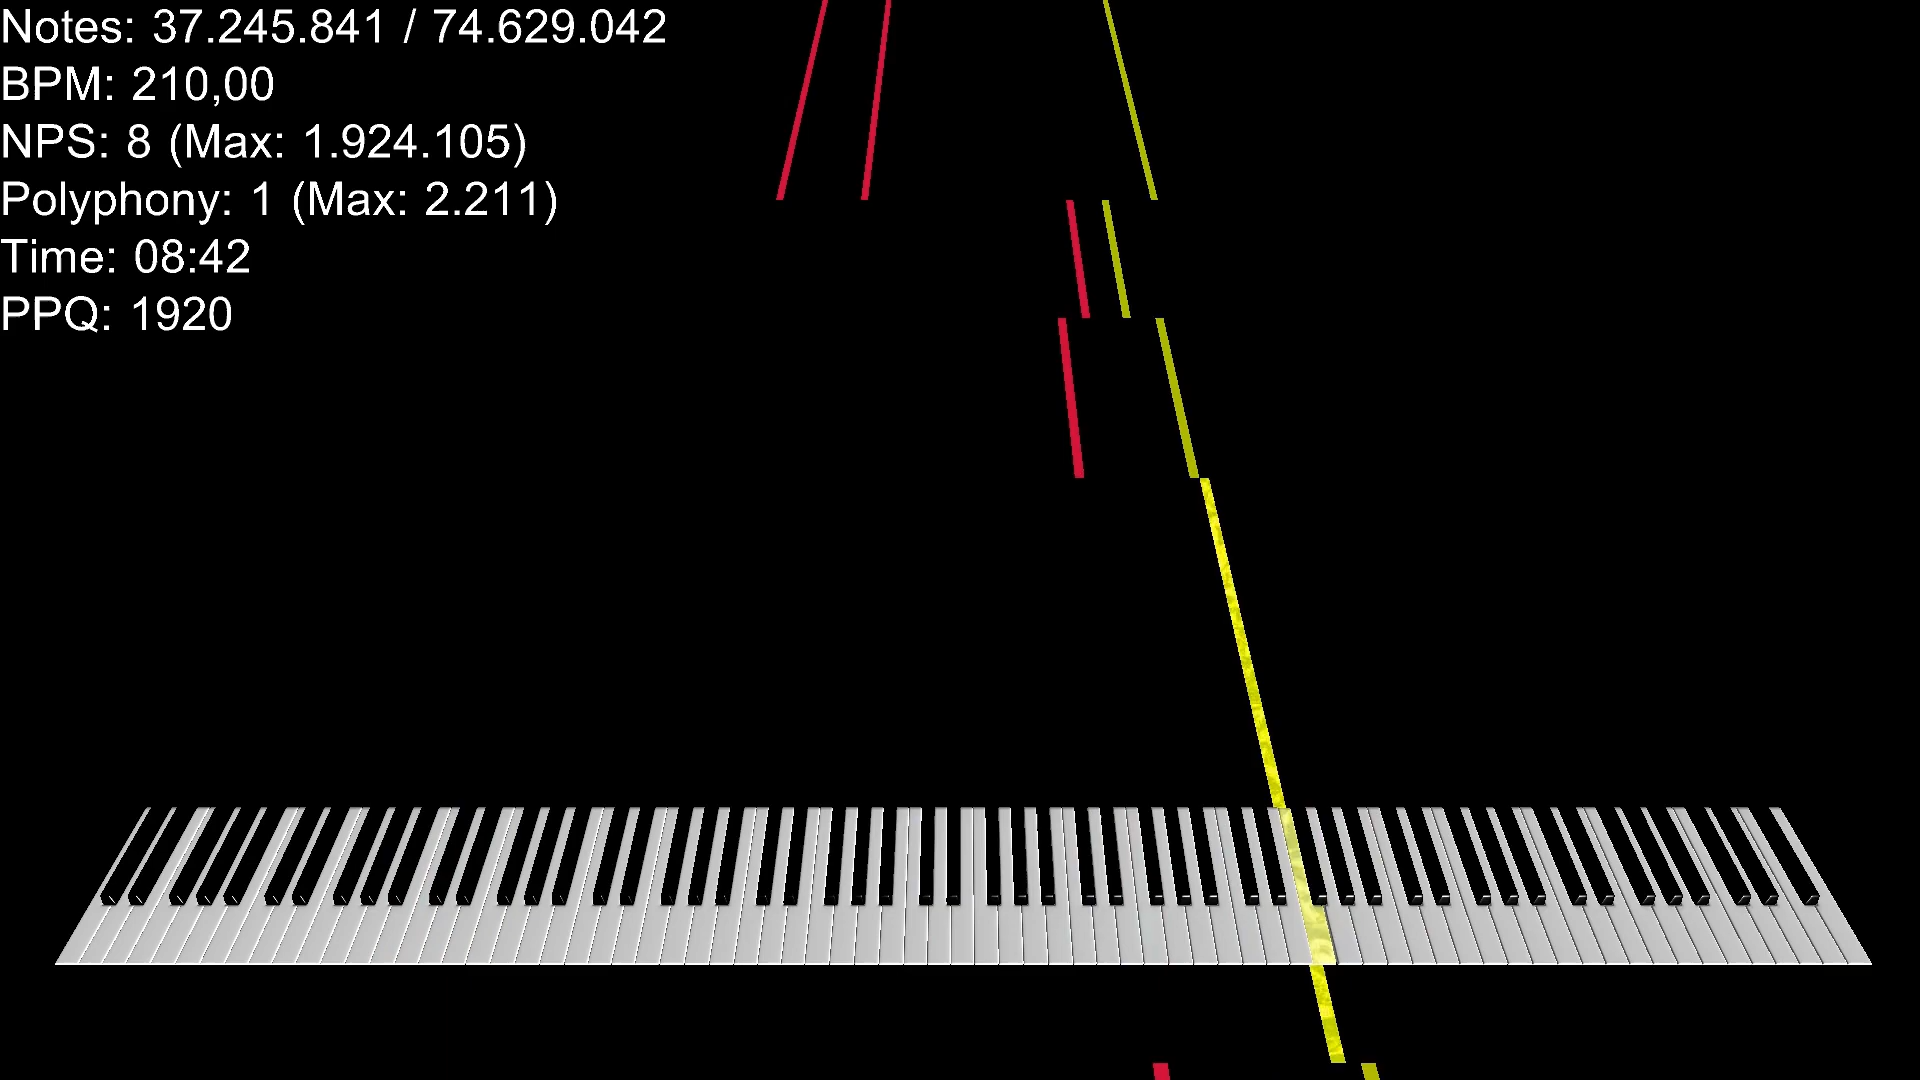 Notes: 37.245.841 / 74.629.042
BPM: 210,00
NPS: 8 (Max: 1.924.105)
Polyphony: 1 (Max: 2.211)
Time: 08:42
PPQ: 1920